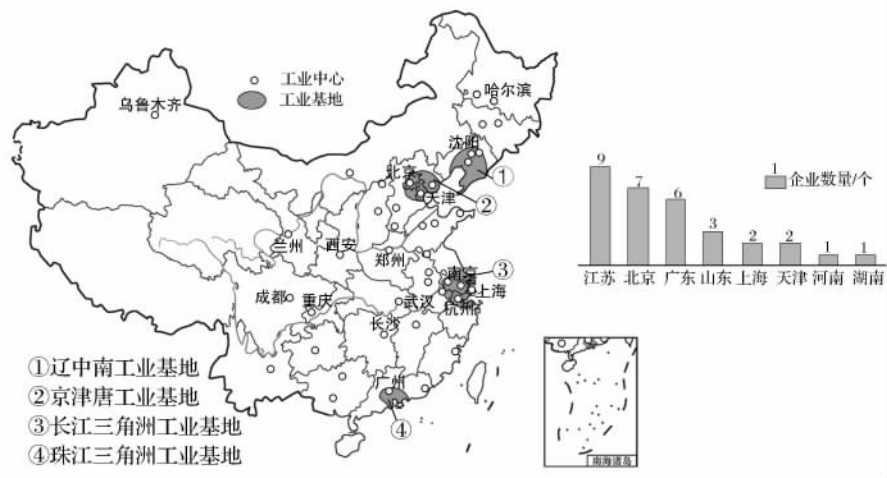 工业中心
工业基地
哈尔滨
乌鲁木齐
沈阳
北京
①
天津
②
兰州
西安
郑州
南京
③
上海
成都
重庆
武汉
杭州
长沙
广州
④
①辽中南工业基地
②京津唐工业基地
③长江三角洲工业基地
④珠江三角洲工业基地
南海诸岛
1
企业数量/个
9 7 6 3 2 2 1 1
江苏 北京 广东 山东 上海 天津 河南 湖南